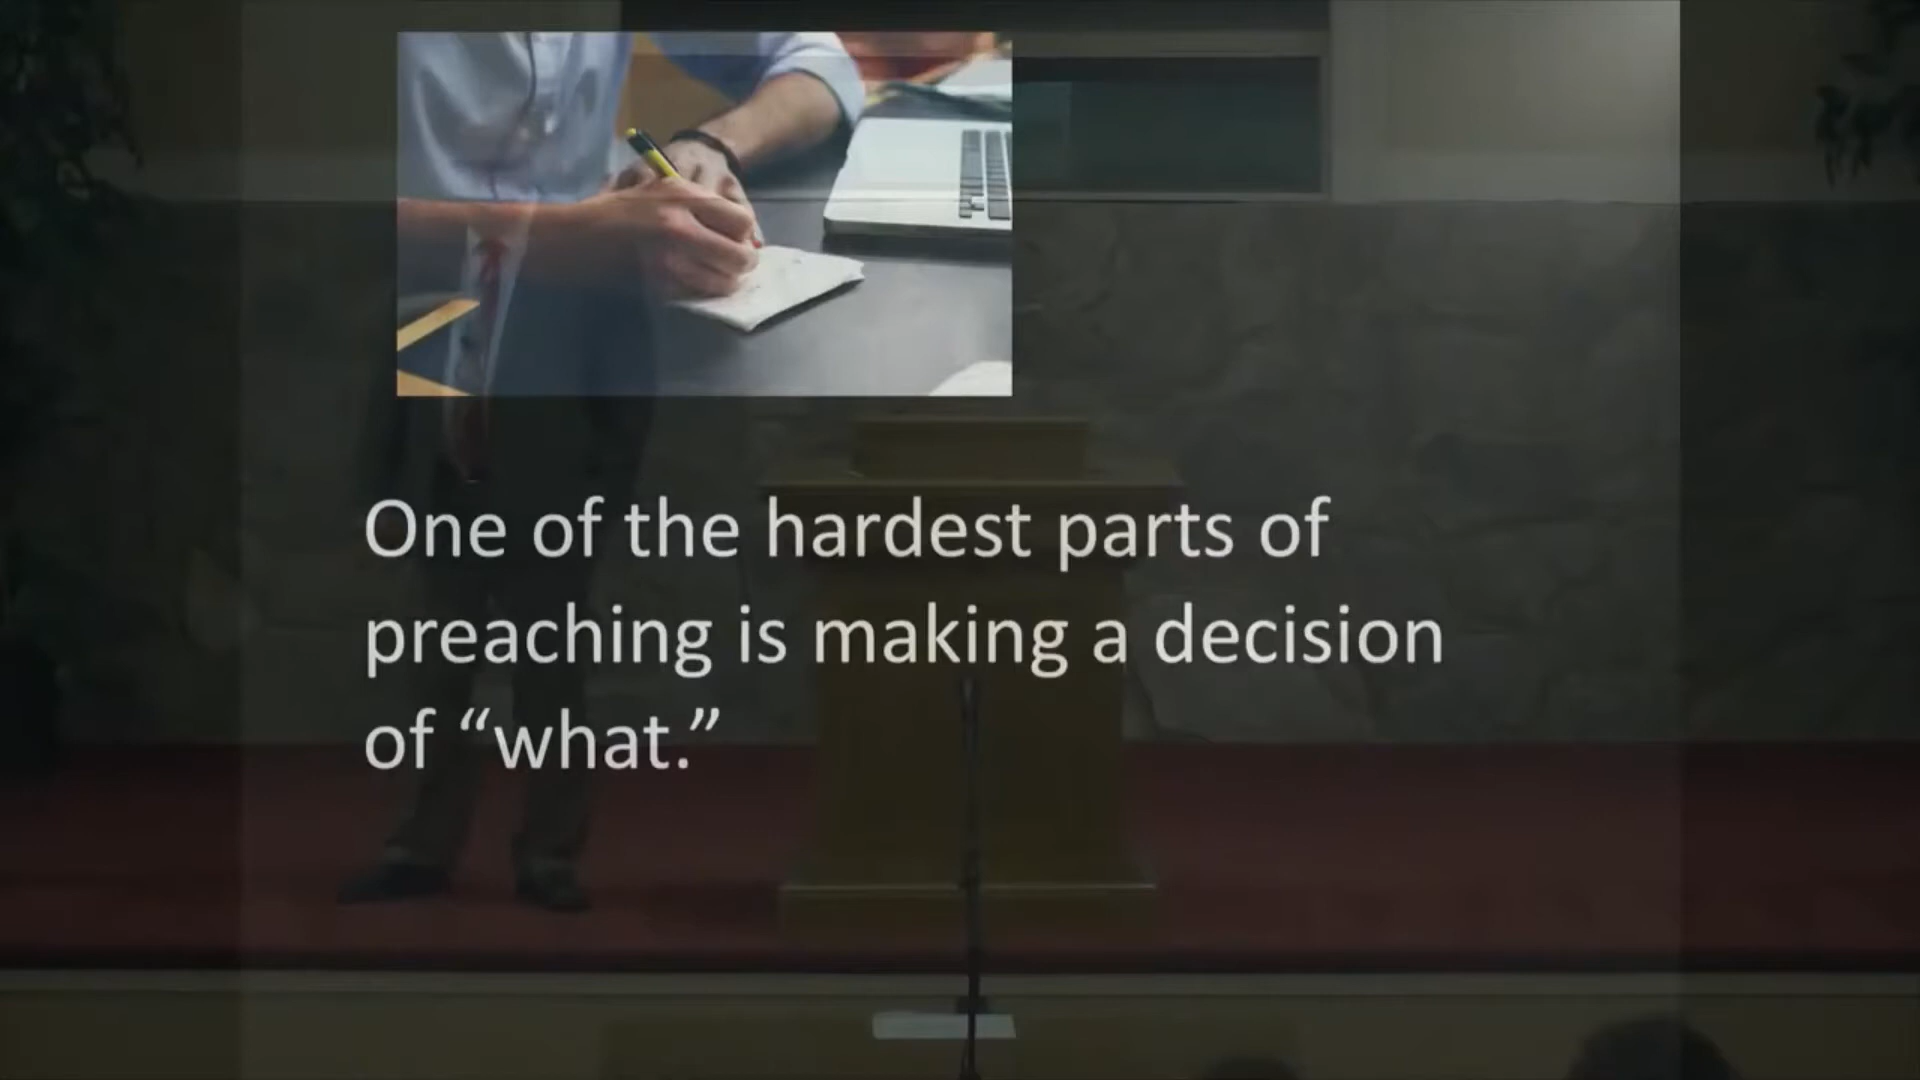 One of the hardest parts of
preaching is making a decision
of “what.”